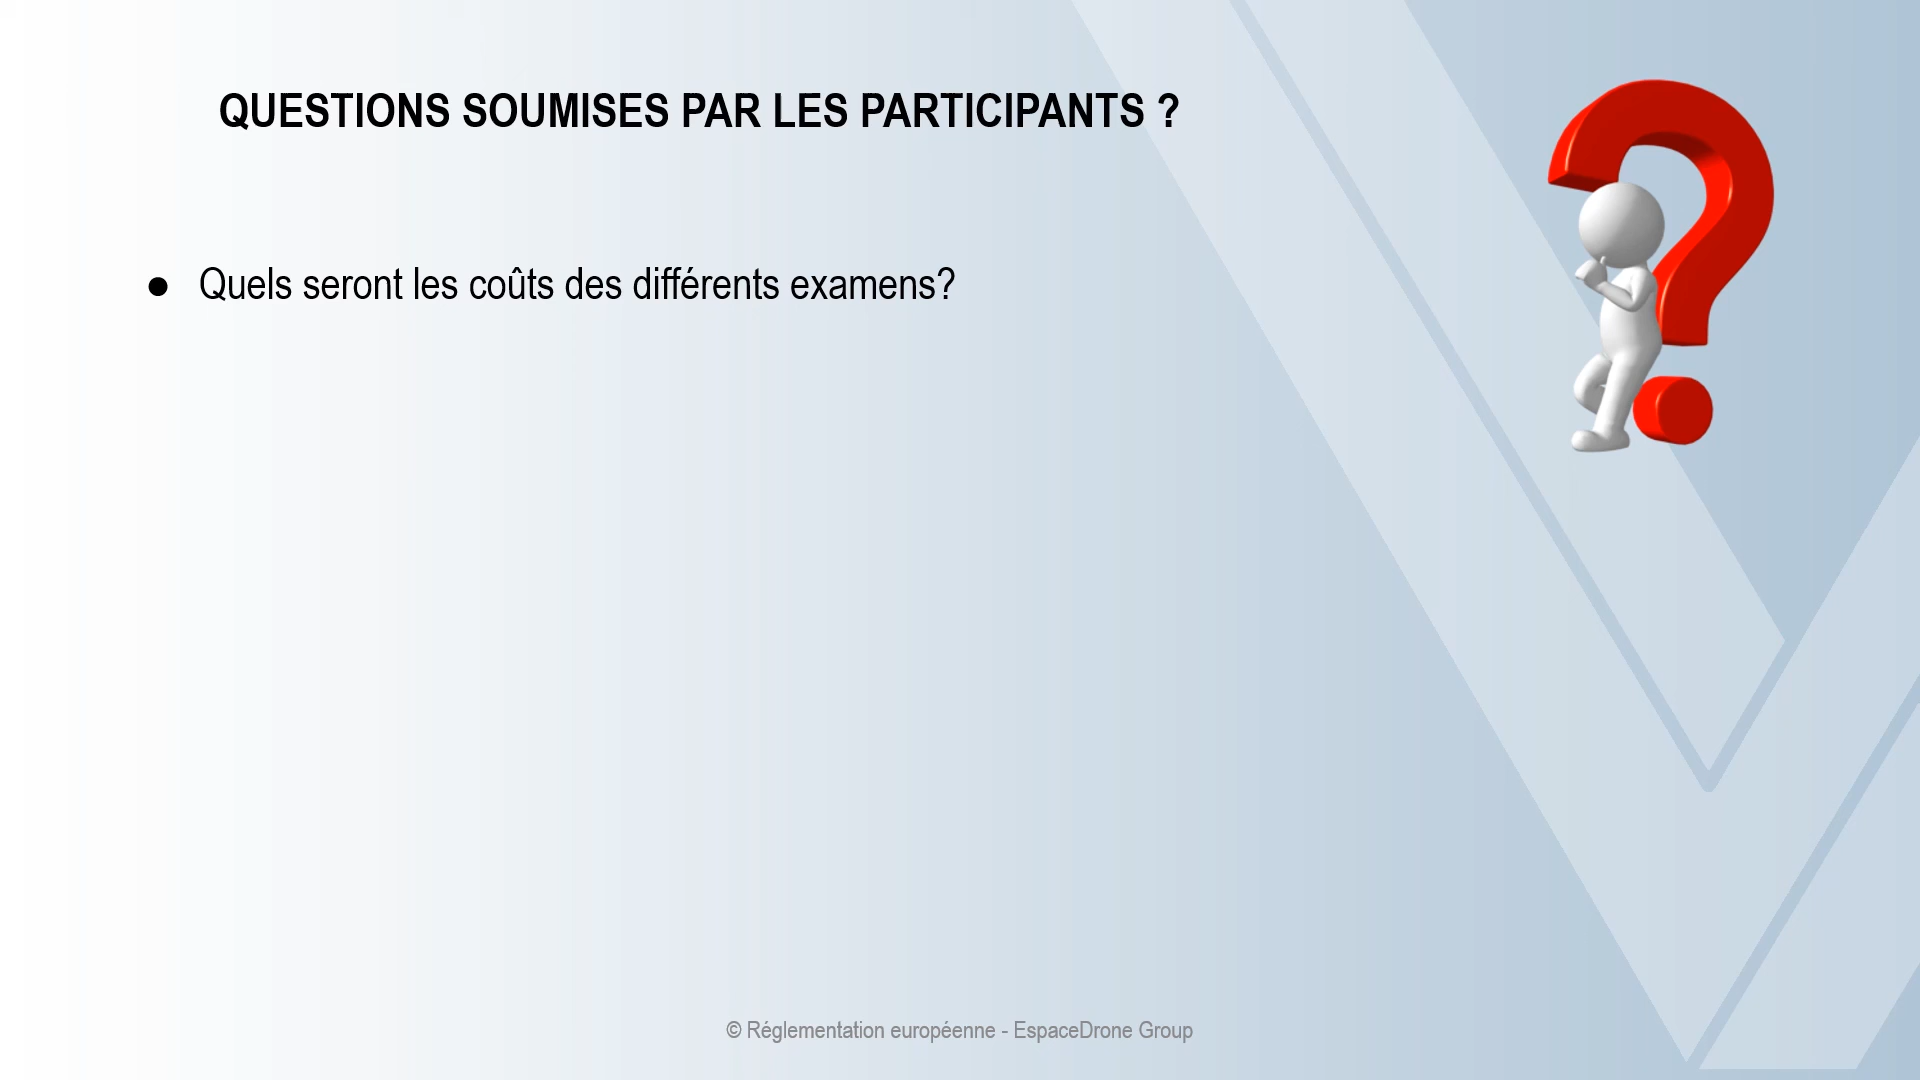 QUESTIONS SOUMISES PAR LES PARTICIPANTS ?
● Quels seront les coûts des différents examens?
© Réglementation européenne - EspaceDrone Group